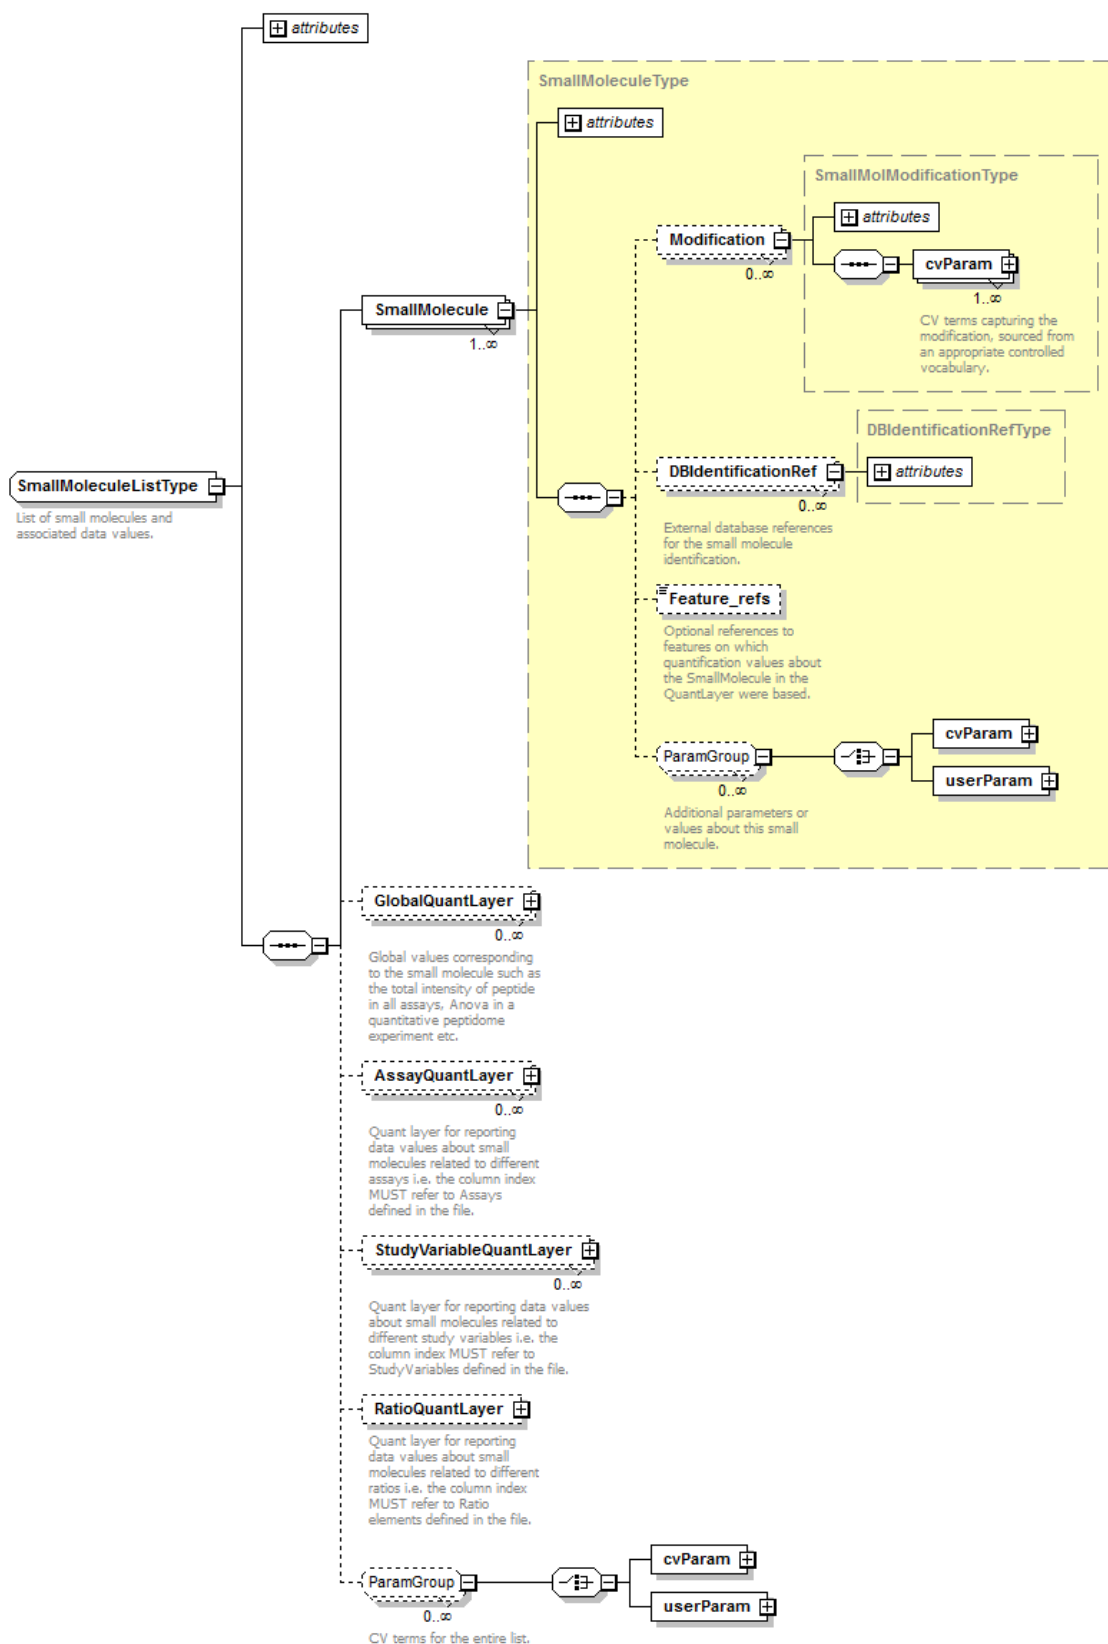 attributes
SmallMoleculeType
attributes
SmallMolModificationType
attributes
Modification
0..∞
cvParam
1..∞
CV terms capturing the
modification, sourced from
an appropriate controlled
vocabulary.
SmallMolecule
1..∞
DBIdentificationRefType
DBIdentificationRef
attributes
0..∞
External database references
for the small molecule
identification.
SmallMoleculeListType
List of small molecules and
associated data values.
Feature_refs
Optional references to
features on which
quantification values about
the SmallMolecule in the
QuantLayer were based.
ParamGroup
0..∞
cvParam
userParam
Additional parameters or
values about this small
molecule.
GlobalQuantLayer
0..∞
Global values corresponding
to the small molecule such as
the total intensity of peptide
in all assays, Anova in a
quantitative peptidome
experiment etc.
AssayQuantLayer
0..∞
Quant layer for reporting
data values about small
molecules related to different
assays i.e. the column index
MUST refer to Assays
defined in the file.
StudyVariableQuantLayer
0..∞
Quant layer for reporting data values
about small molecules related to
different study variables i.e. the
column index MUST refer to
StudyVariables defined in the file.
RatioQuantLayer
Quant layer for reporting
data values about small
molecules related to different
ratios i.e. the column index
MUST refer to Ratio
elements defined in the file.
ParamGroup
0..∞
cvParam
userParam
CV terms for the entire list.